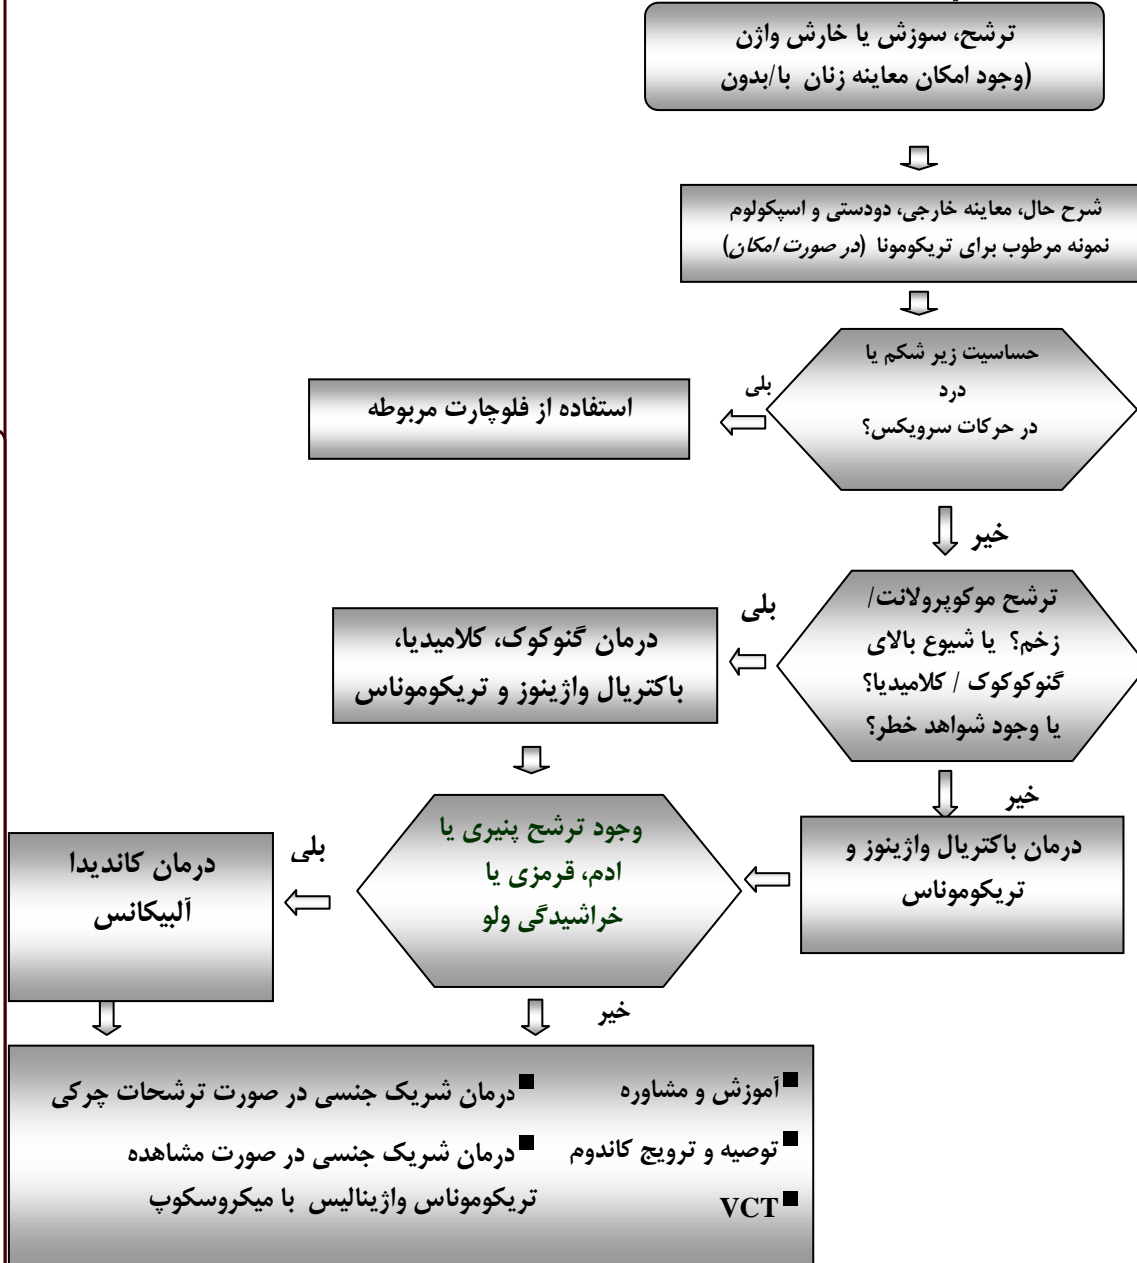 ترشح، سوزش یا خارش واژن
(وجود امکان معاینه زنان با/بدون
شرح حال، معاینه خارجی، دودستی و اسپکولوم
نمونه مرطوب برای تریکومونا (در صورت امکان)
حساسیت زیر شکم یا
درد
در حرکات سرویکس؟
بلی
استفاده از فلوچارت مربوطه
خیر
ترشح موکوپرولانت/
زخم؟ یا شیوع بالای
گنوکوکوک / کلامیدیا؟
یا وجود شواهد خطر؟
بلی
درمان گنوکوک، کلامیدیا،
باکتریال واژینوز و تریکوموناس
خیر
درمان باکتریال واژینوز و
تریکوموناس
وجود ترشح پنیری یا
ادم، قرمزی یا
خراشیدگی ولو
بلی
درمان کاندیدا
آلبیکانس
خیر
■آموزش و مشاوره
■توصیه و ترویج کاندوم
■VCT
■درمان شریک جنسی در صورت ترشحات چرکی
■درمان شریک جنسی در صورت مشاهده
تریکوموناس واژینالیس با میکروسکوپ